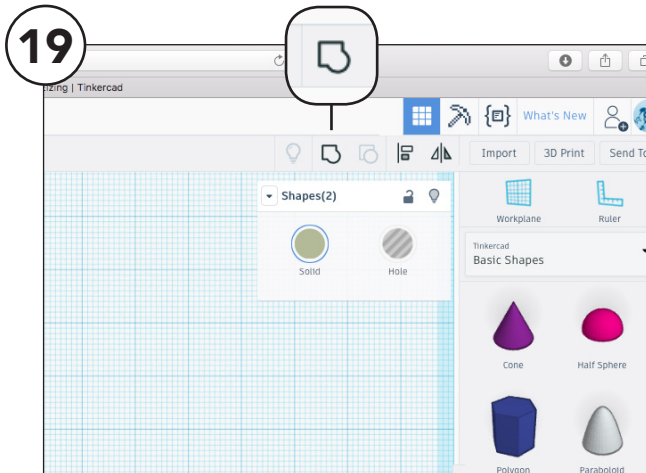 19
tizing | Tinkercad
What's New
Import
3D Print
Send To
Shapes(2)
Solid
Hole
Workplane
Ruler
Tinkercad
Basic Shapes
Cone
Half Sphere
Polygon
Paraboloid